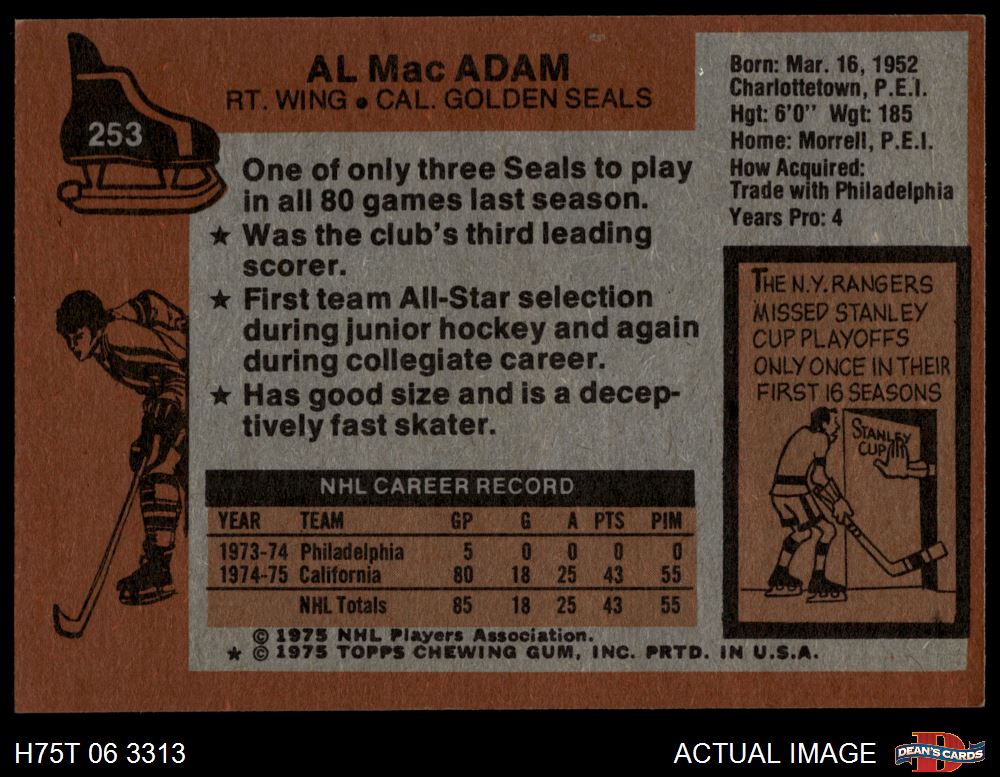 253
AL Mac ADAM
RT. WING • CAL. GOLDEN SEALS
One of only three Seals to play
in all 80 games last season.
★ Was the club's third leading
scorer.
★ First team All-Star selection
during junior hockey and again
during collegiate career.
★ Has good size and is a decep-
tively fast skater.
Born: Mar. 16, 1952
Charlottetown, P.E.I.
Hgt: 6'0" Wgt: 185
Home: Morrell, P.E.I.
How Acquired:
Trade with Philadelphia
Years Pro: 4
THE N.Y. RANGERS
MISSED STANLEY
CUP PLAYOFFS
ONLY ONCE IN THEIR
FIRST 16 SEASONS
STANLEY
CUP
NHL CAREER RECORD
YEAR TEAM GP G A PTS PIM
1973-74 Philadelphia 5 0 0 0 0
1974-75 California 80 18 25 43 55
NHL Totals 85 18 25 43 55
© 1975 NHL Players Association.
★ © 1975 TOPPS CHEWING GUM, INC. PRTD. IN U.S.A.
H75T 06 3313
ACTUAL IMAGE
D
DEAN'S CARDS